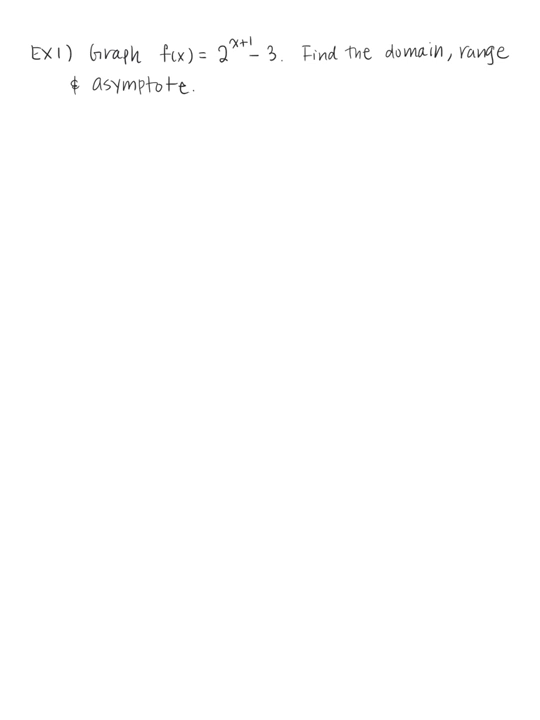 EX1) Graph f(x) = 2^{x+1} - 3. Find the domain, range
& asymptote.